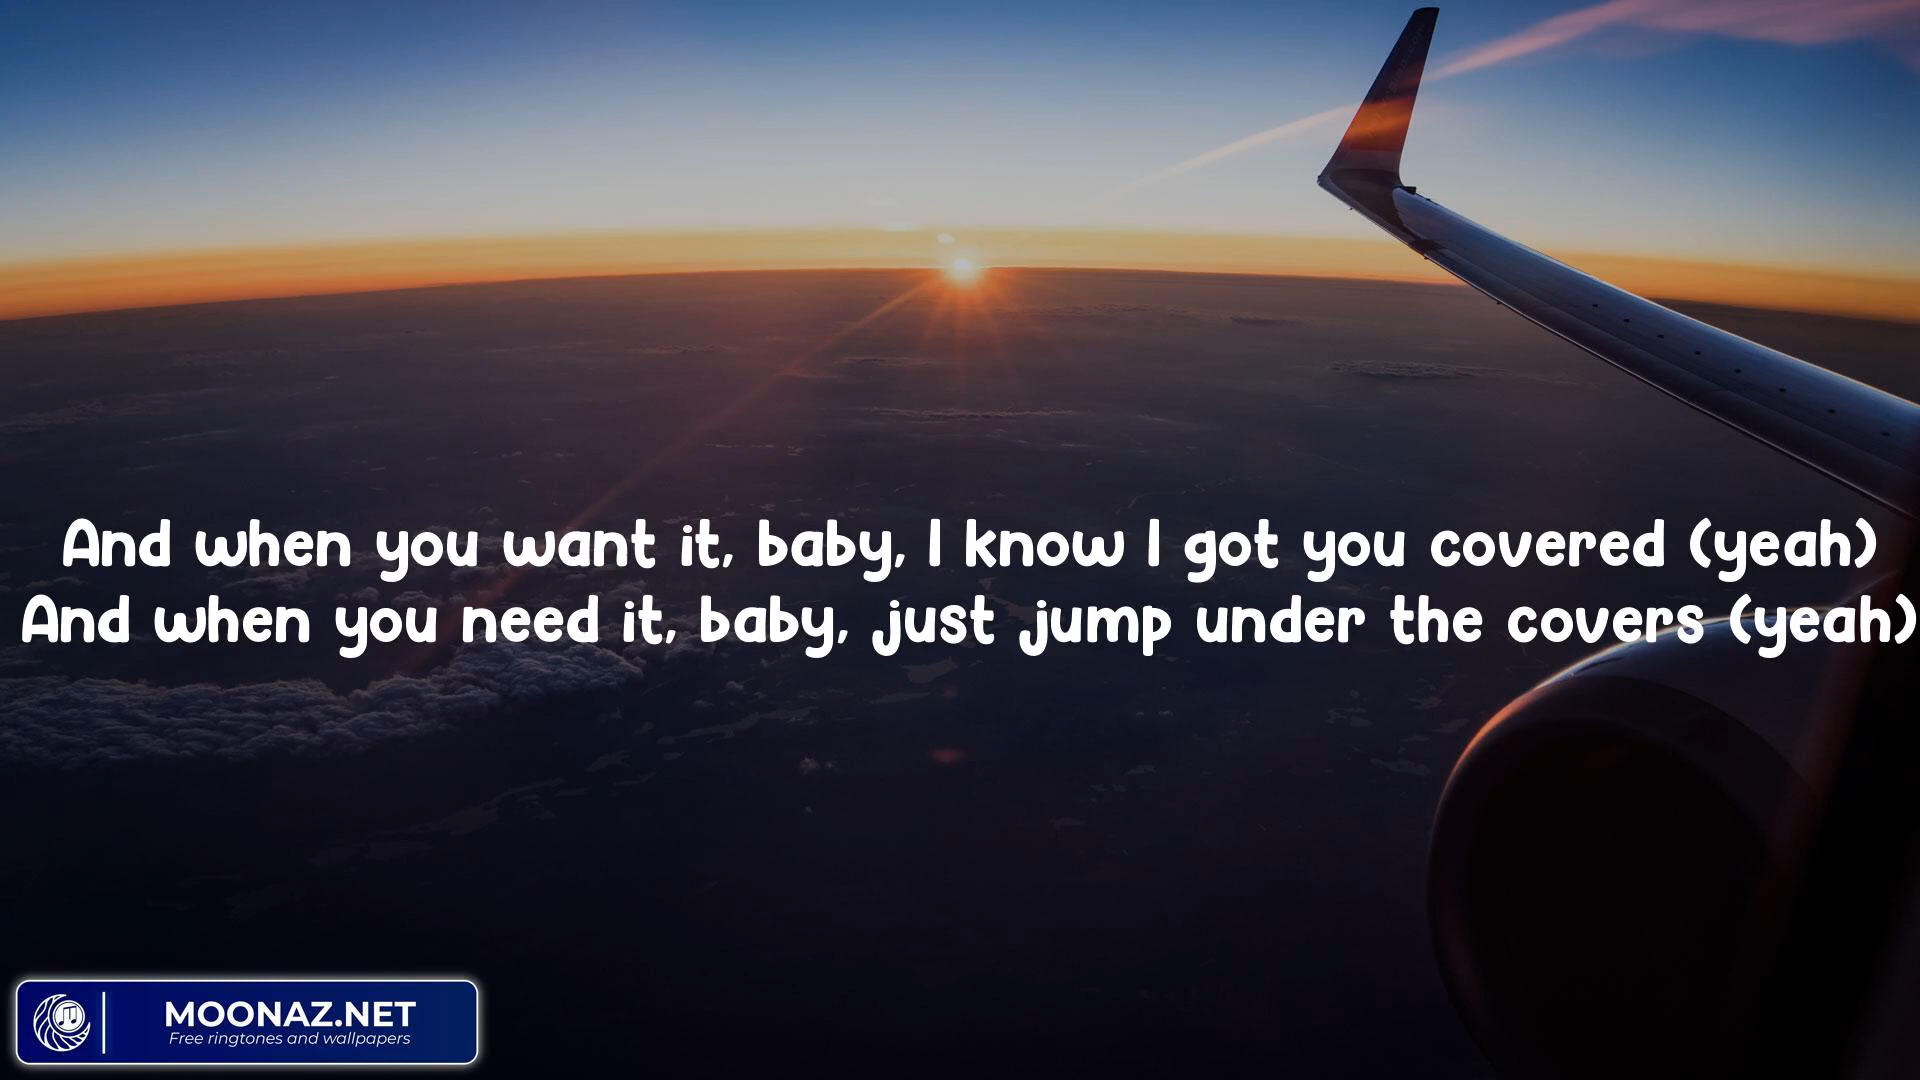 And when you want it, baby, I know I got you covered (yeah)
And when you need it, baby, just jump under the covers (yeah)
MOONAZ.NET
Free ringtones and wallpapers